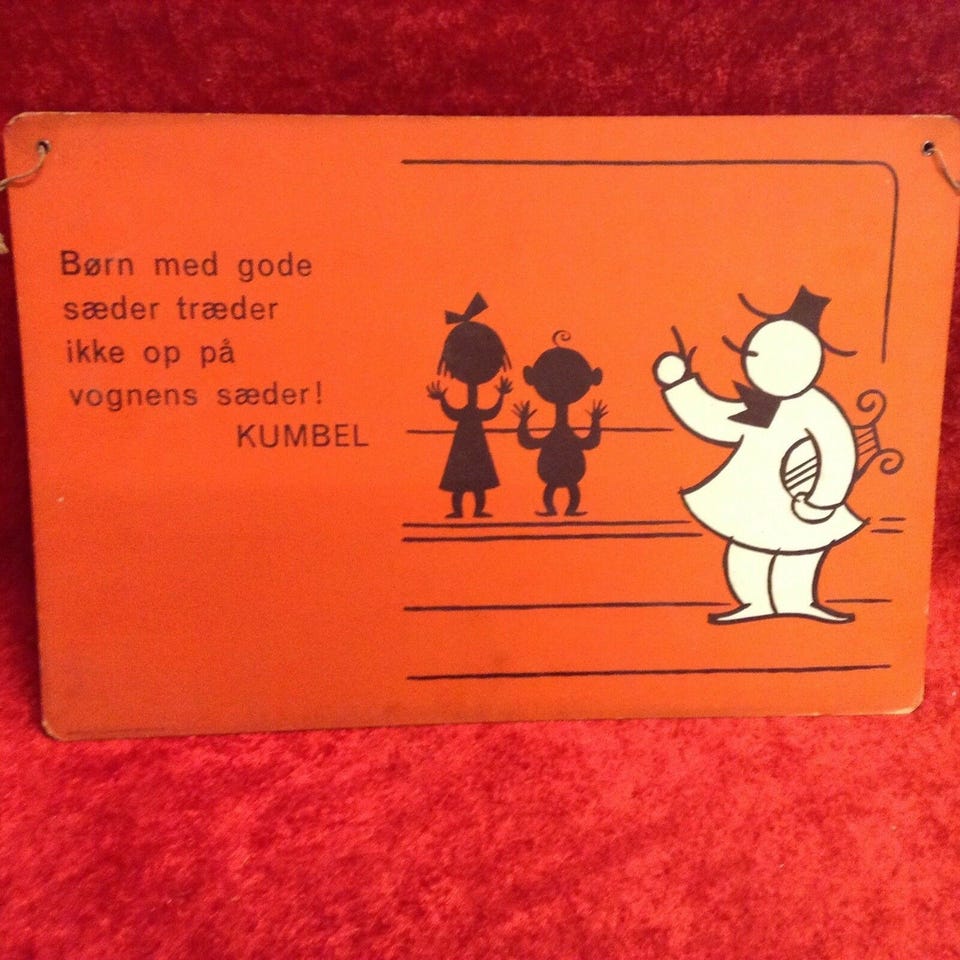 Børn med gode
sæder træder
ikke op på
vognens sæder!
KUMBEL